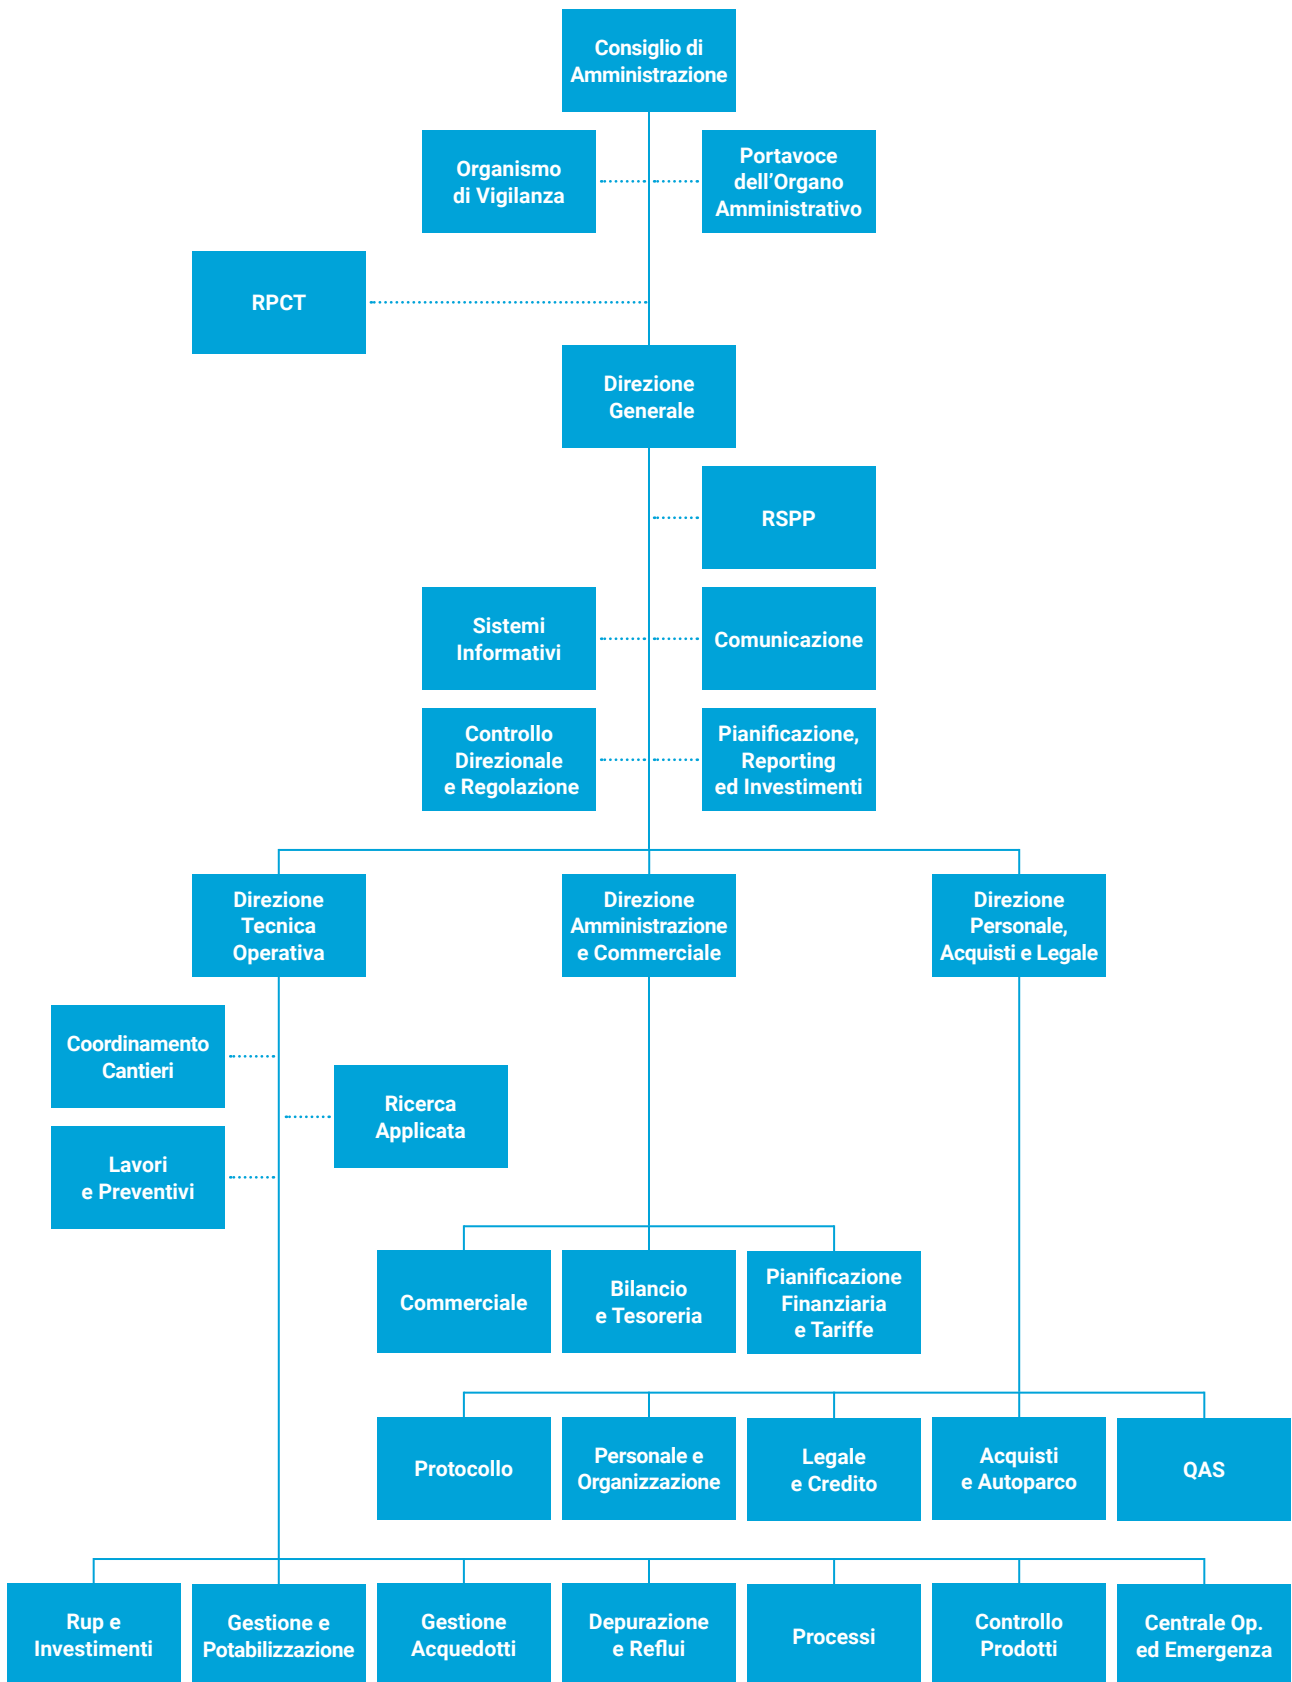 Consiglio di
Amministrazione
Organismo
di Vigilanza
Portavoce
dell’Organo
Amministrativo
RPCT
Direzione
Generale
RSPP
Sistemi
Informativi
Comunicazione
Controllo
Direzionale
e Regolazione
Pianificazione,
Reporting
ed Investimenti
Direzione
Tecnica
Operativa
Direzione
Amministrazione
e Commerciale
Direzione
Personale,
Acquisti e Legale
Coordinamento
Cantieri
Ricerca
Applicata
Lavori
e Preventivi
Commerciale
Bilancio
e Tesoreria
Pianificazione
Finanziaria
e Tariffe
Protocollo
Personale e
Organizzazione
Legale
e Credito
Acquisti
e Autoparco
QAS
Rup e
Investimenti
Gestione e
Potabilizzazione
Gestione
Acquedotti
Depurazione
e Reflui
Processi
Controllo
Prodotti
Centrale Op.
ed Emergenza